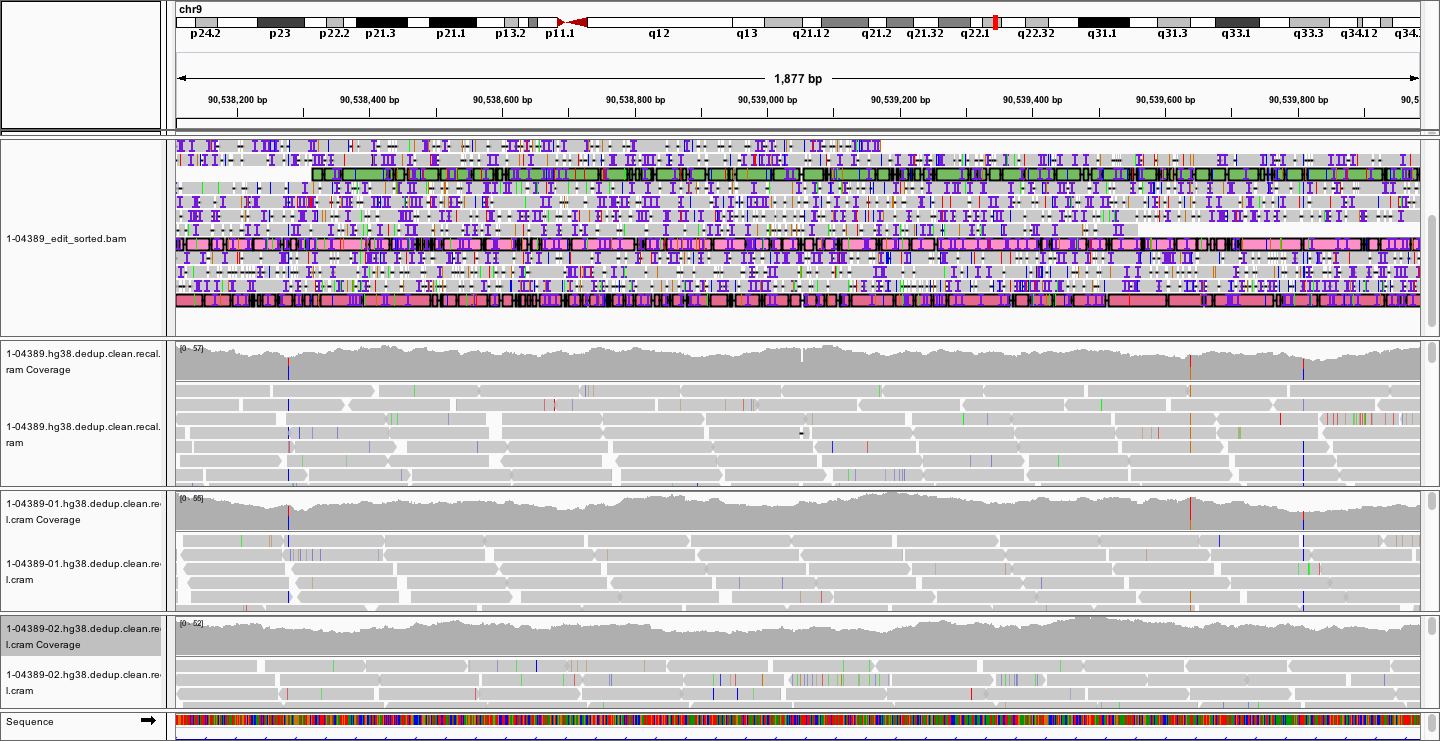 chr9
p24.2 p23 p22.2 p21.3 p21.1 p13.2 p11.1 q12 q13 q21.12 q21.2 q21.32 q22.1 q22.32 q31.1 q31.3 q33.1 q33.3 q34.12 q34.
1,877 bp
90,538,200 bp 90,538,400 bp 90,538,600 bp 90,538,800 bp 90,539,000 bp 90,539,200 bp 90,539,400 bp 90,539,600 bp 90,539,800 bp 90,5
1-04389_edit_sorted.bam
1-04389.hg38.dedup.clean.recal.
ram Coverage
[0 - 57]
1-04389.hg38.dedup.clean.recal.
ram
1-04389-01.hg38.dedup.clean.re
l.cram Coverage
[0 - 55]
1-04389-01.hg38.dedup.clean.re
l.cram
1-04389-02.hg38.dedup.clean.re
l.cram Coverage
[0 - 52]
1-04389-02.hg38.dedup.clean.re
l.cram
Sequence